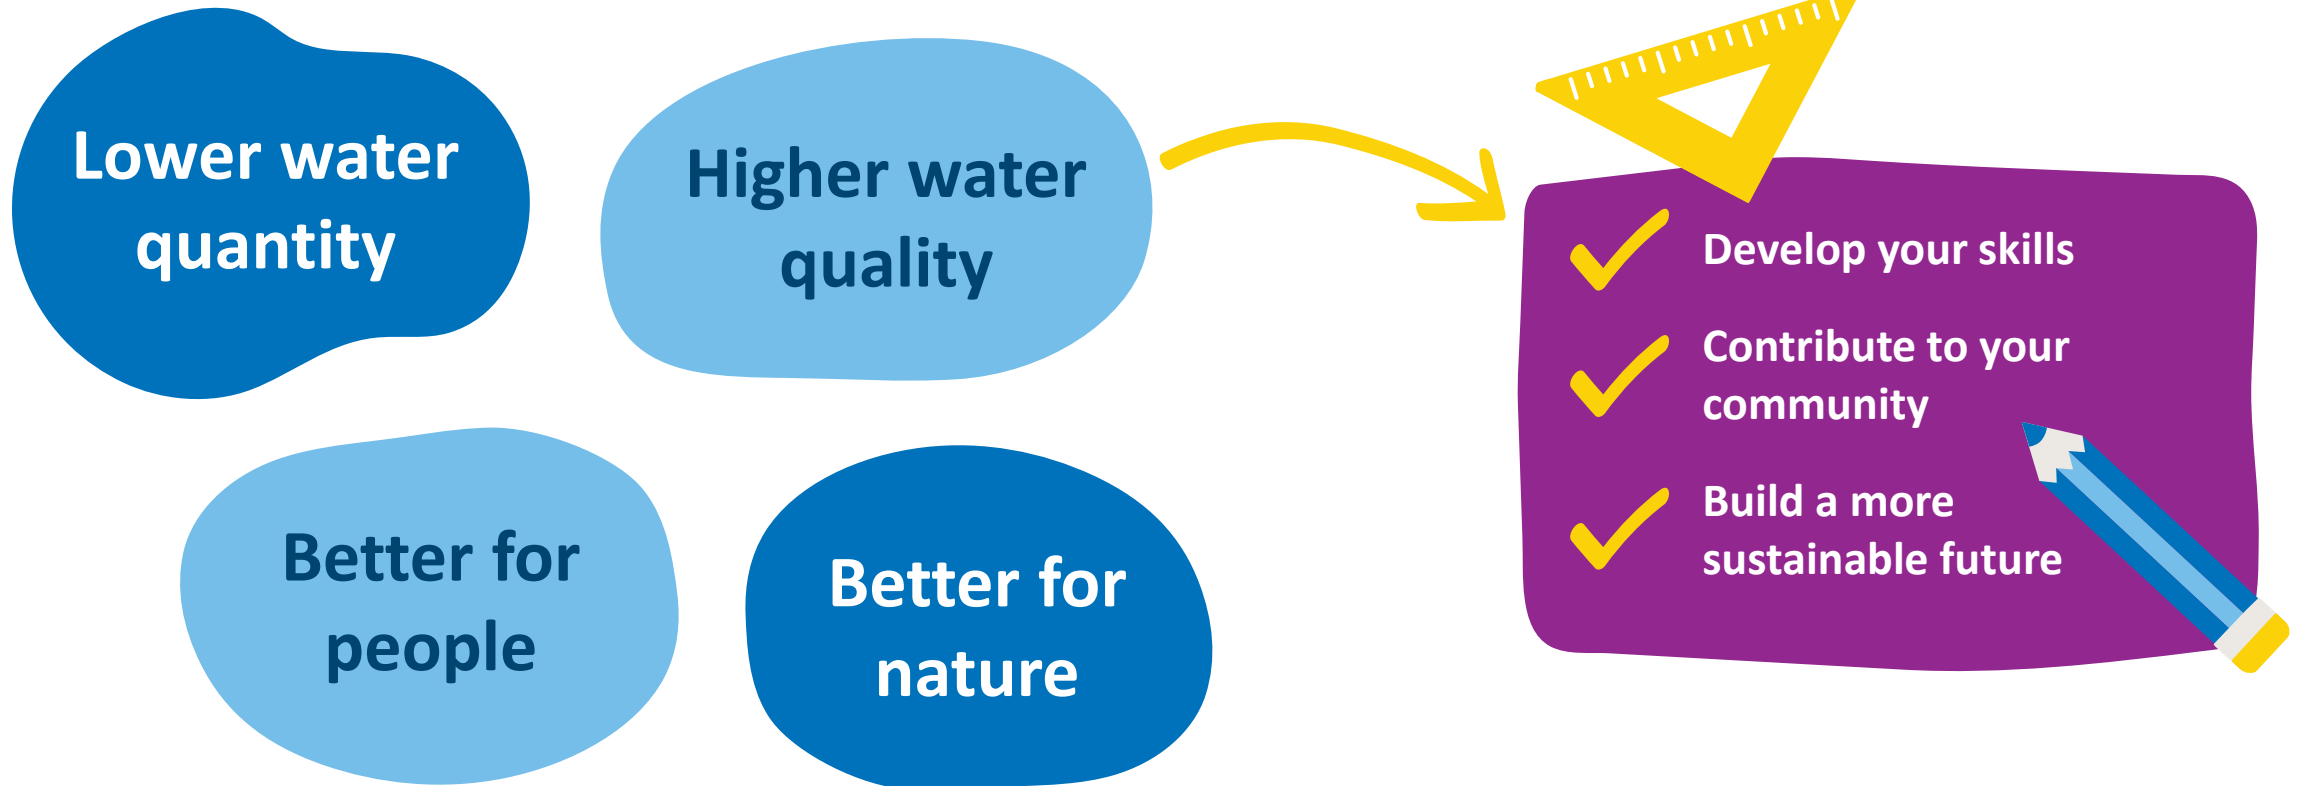 Lower water
quantity
Higher water
quality
Better for
people
Better for
nature
Develop your skills
Contribute to your
community
Build a more
sustainable future